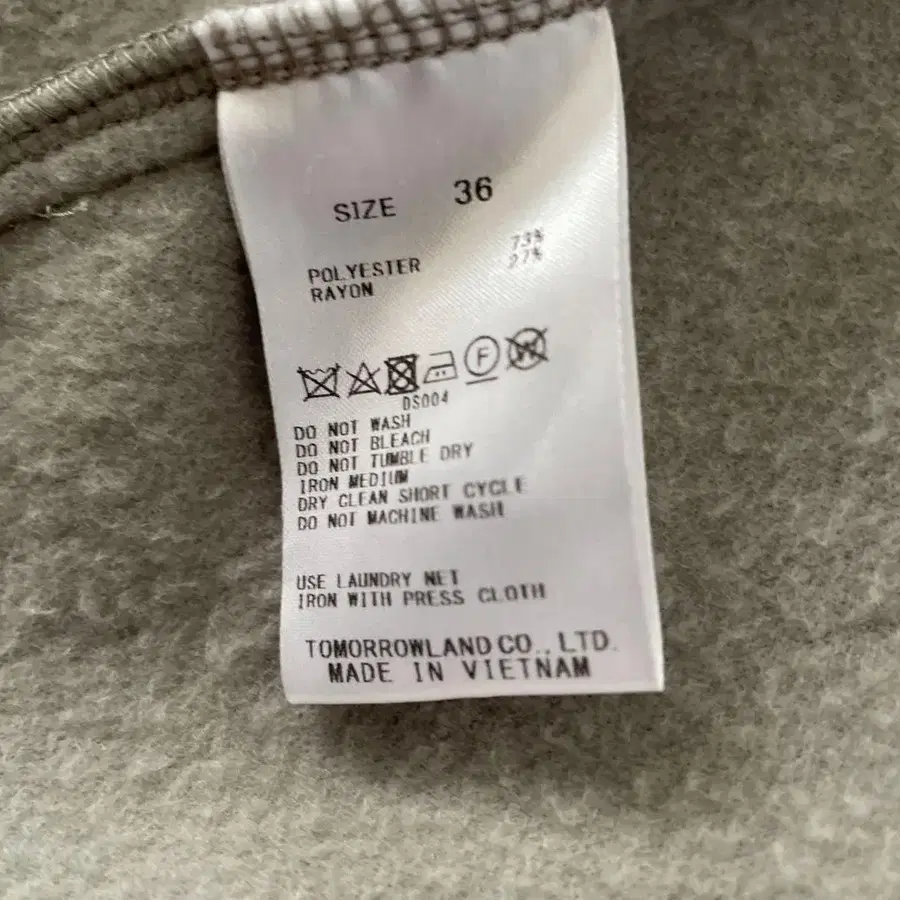 SIZE 36
POLYESTER 73%
RAYON 27%
F W
DS004
DO NOT WASH
DO NOT BLEACH
DO NOT TUMBLE DRY
IRON MEDIUM
DRY CLEAN SHORT CYCLE
DO NOT MACHINE WASH
USE LAUNDRY NET
IRON WITH PRESS CLOTH
TOMORROWLAND CO., LTD.
MADE IN VIETNAM